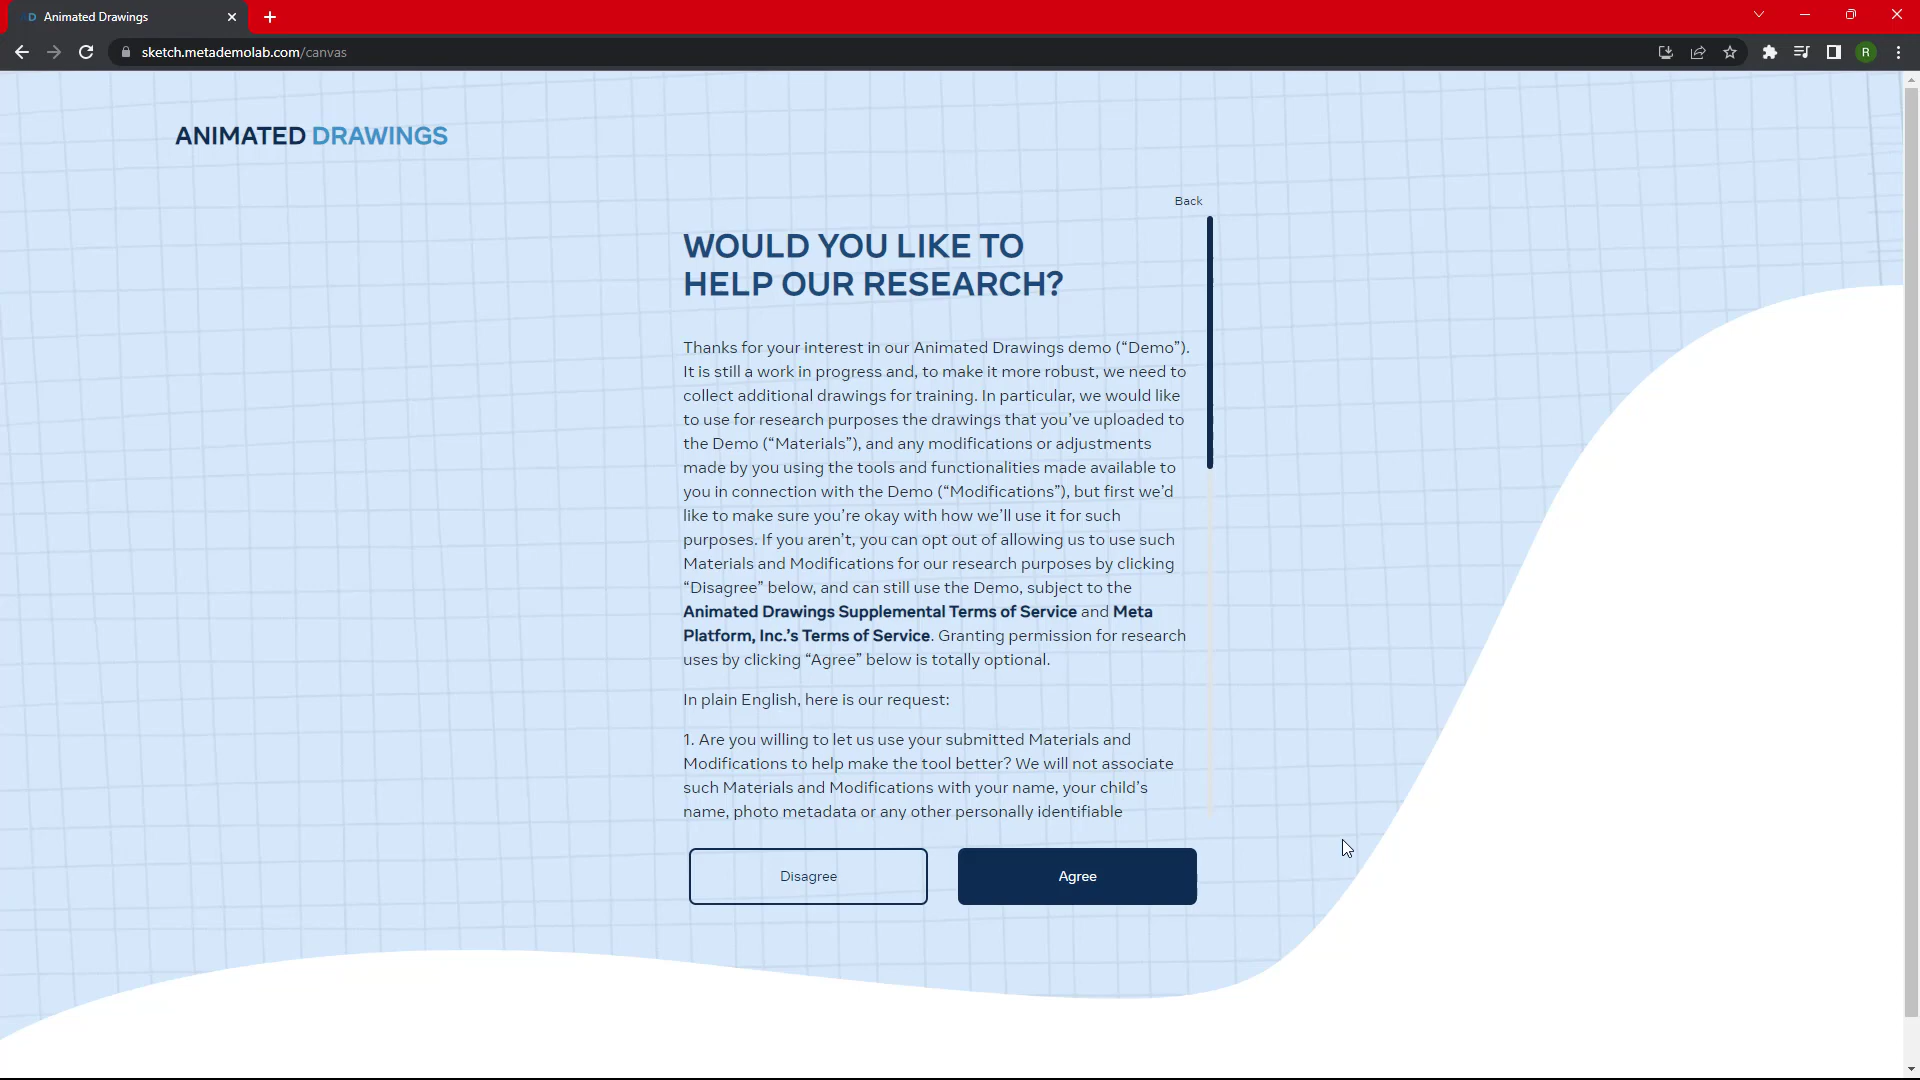 Animated Drawings
sketch.metademolab.com/canvas
R
ANIMATED DRAWINGS
Back
WOULD YOU LIKE TO
HELP OUR RESEARCH?
Thanks for your interest in our Animated Drawings demo (“Demo”).
It is still a work in progress and, to make it more robust, we need to
collect additional drawings for training. In particular, we would like
to use for research purposes the drawings that you’ve uploaded to
the Demo (“Materials”), and any modifications or adjustments
made by you using the tools and functionalities made available to
you in connection with the Demo (“Modifications”), but first we’d
like to make sure you’re okay with how we’ll use it for such
purposes. If you aren’t, you can opt out of allowing us to use such
Materials and Modifications for our research purposes by clicking
“Disagree” below, and can still use the Demo, subject to the
Animated Drawings Supplemental Terms of Service and Meta
Platform, Inc.’s Terms of Service. Granting permission for research
uses by clicking “Agree” below is totally optional.
In plain English, here is our request:
1. Are you willing to let us use your submitted Materials and
Modifications to help make the tool better? We will not associate
such Materials and Modifications with your name, your child’s
name, photo metadata or any other personally identifiable
Disagree
Agree